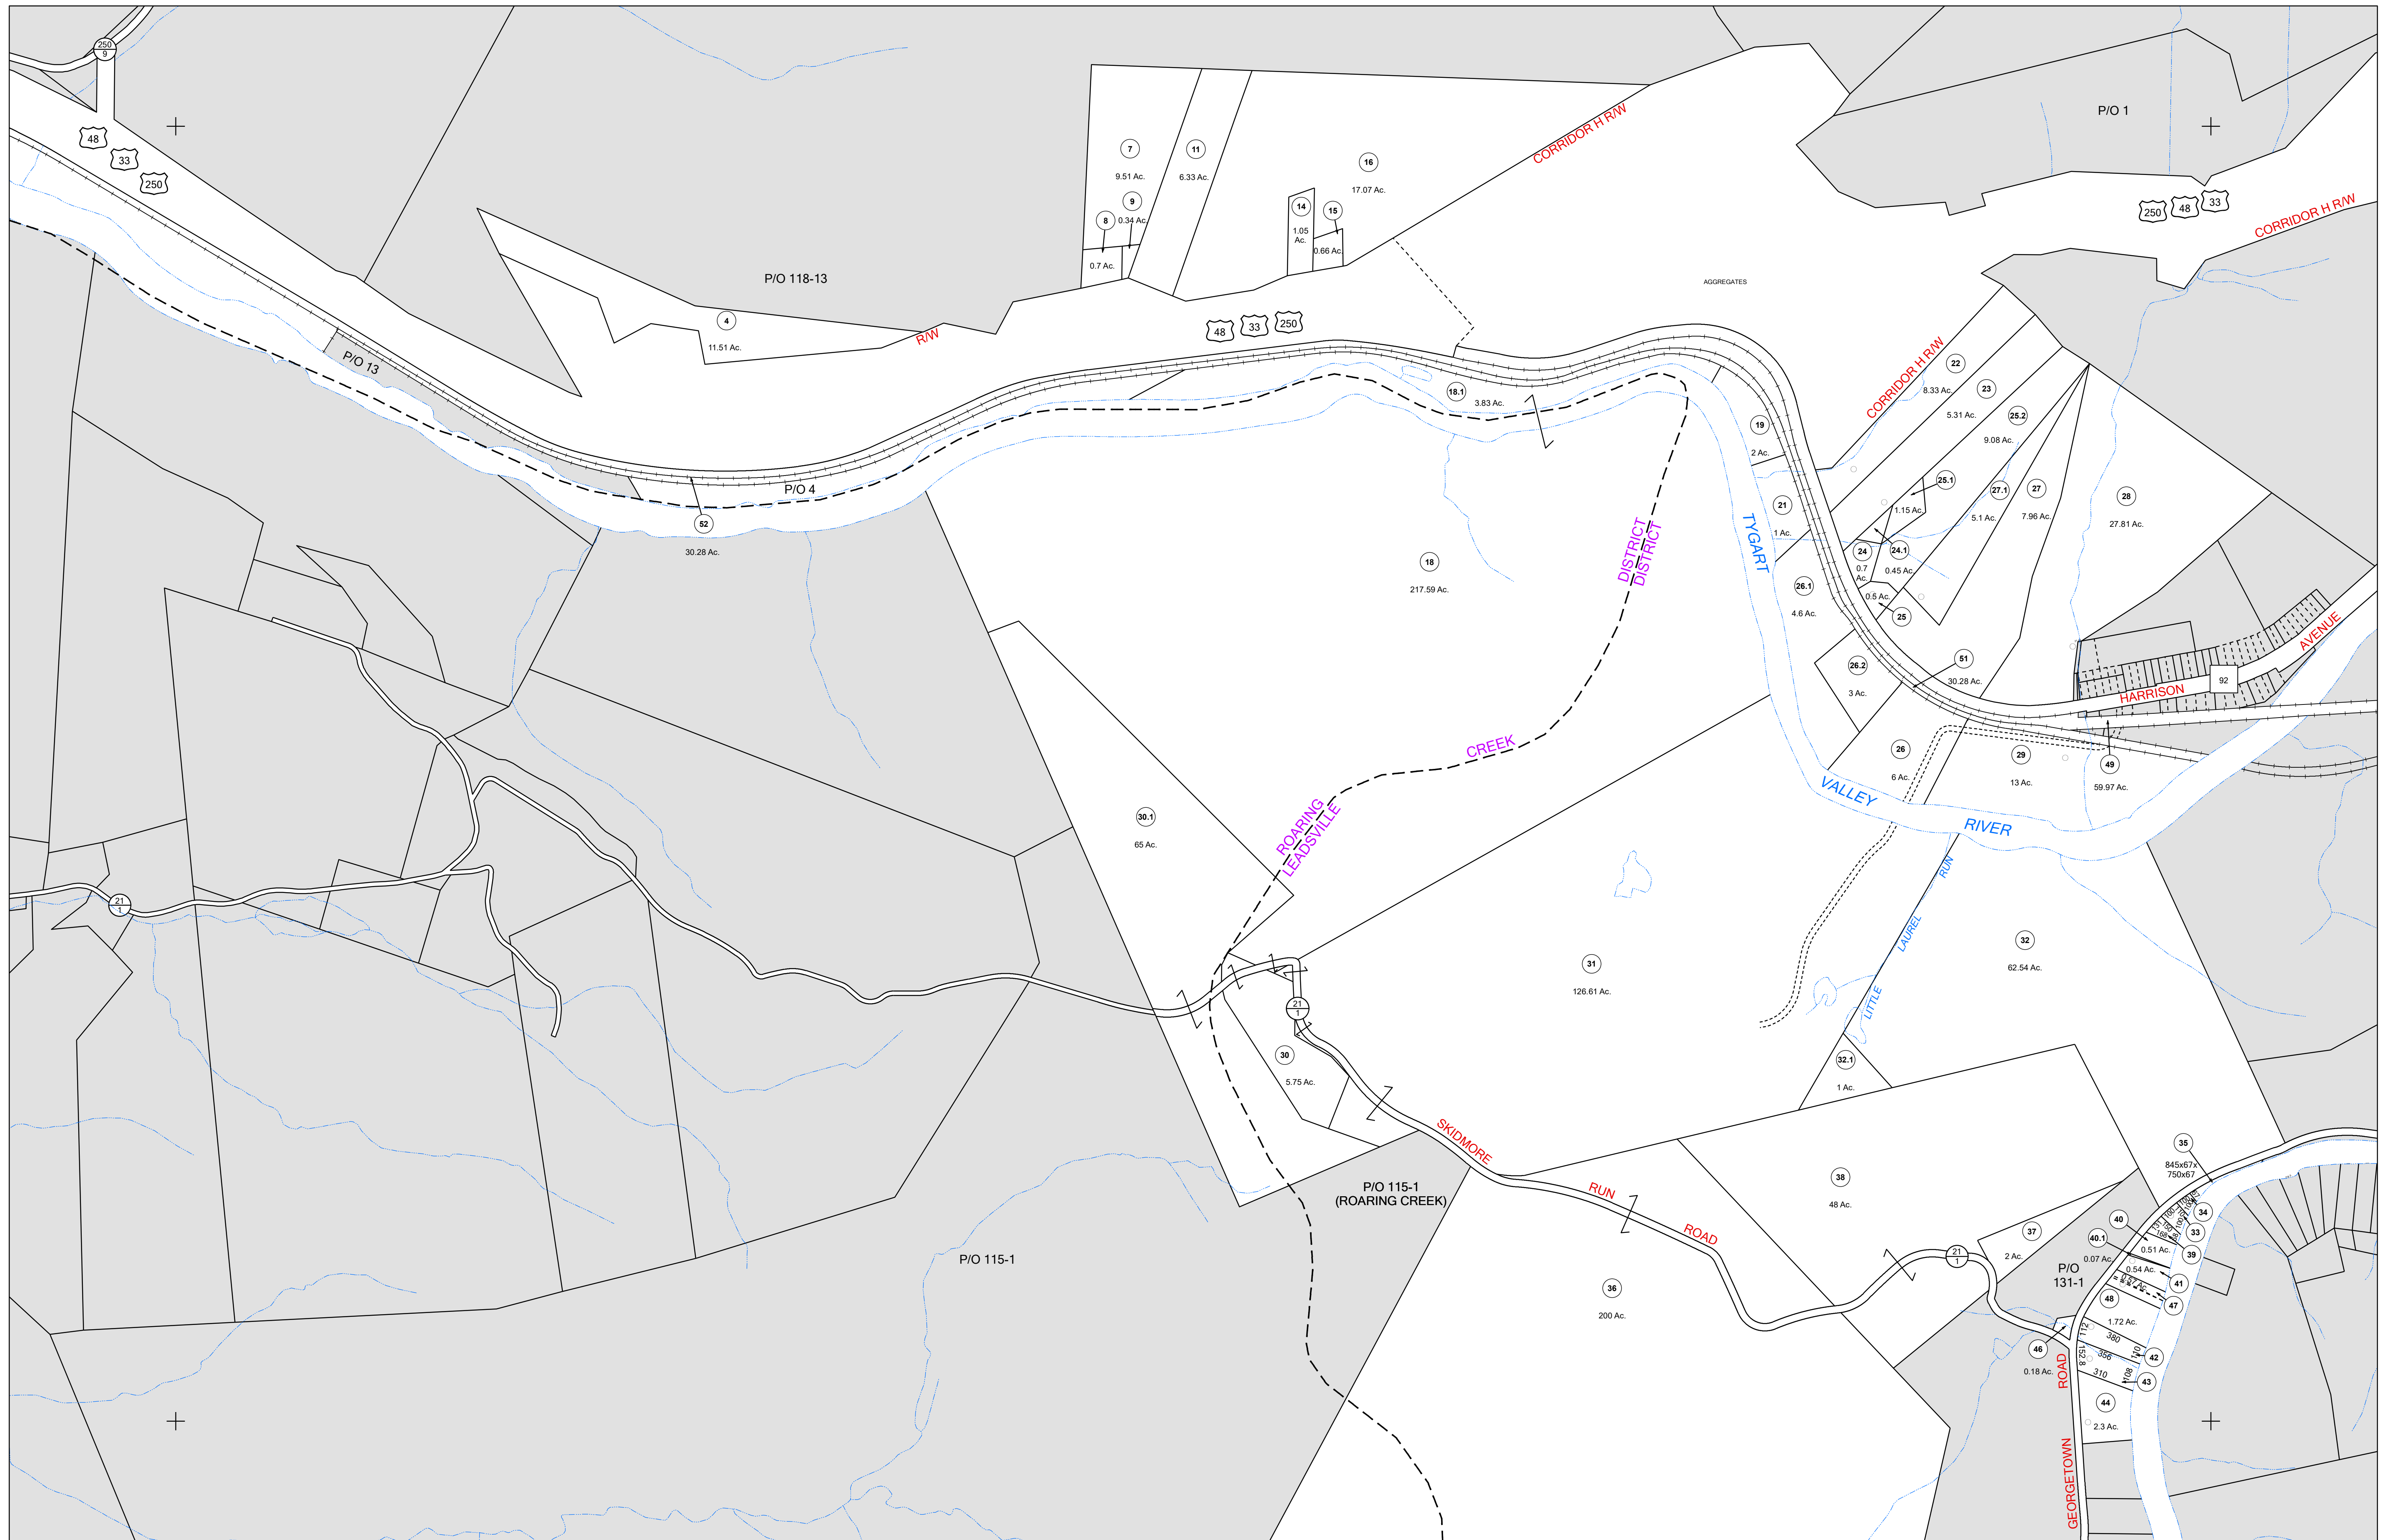 250
9
48
33
250
P/O 118-13
4
11.51 Ac.
R/W
7
9.51 Ac.
8
0.7 Ac.
9
0.34 Ac.
11
6.33 Ac.
14
1.05
Ac.
15
0.66 Ac.
16
17.07 Ac.
CORRIDOR H R/W
P/O 1
250
48
33
CORRIDOR H R/W
AGGREGATES
48
33
250
P/O 13
P/O 4
52
30.28 Ac.
18.1
3.83 Ac.
CORRIDOR H R/W
22
8.33 Ac.
23
5.31 Ac.
25.2
9.08 Ac.
19
2 Ac.
21
1 Ac.
25.1
1.15 Ac.
27.1
5.1 Ac.
27
7.96 Ac.
28
27.81 Ac.
24
0.7
Ac.
24.1
0.45 Ac.
0.5 Ac.
25
26.1
4.6 Ac.
26.2
3 Ac.
51
30.28 Ac.
HARRISON
92
AVENUE
26
6 Ac.
29
13 Ac.
49
59.97 Ac.
18
217.59 Ac.
DISTRICT
DISTRICT
TYGART
VALLEY
RIVER
CREEK
ROARING
LEADSVILLE
30.1
65 Ac.
21
1
21
1
30
5.75 Ac.
31
126.61 Ac.
RUN
LAUREL
LITTLE
32
62.54 Ac.
32.1
1 Ac.
SKIDMORE
RUN
ROAD
P/O 115-1
(ROARING CREEK)
P/O 115-1
36
200 Ac.
38
48 Ac.
37
2 Ac.
21
1
35
845x67x
750x67
34
33
39
40
0.51 Ac.
40.1
0.07 Ac.
0.54 Ac.
41
0.57 Ac.
47
P/O
131-1
48
1.72 Ac.
112
380
110
42
152.8
356
108
310
43
46
0.18 Ac.
44
2.3 Ac.
ROAD
GEORGETOWN